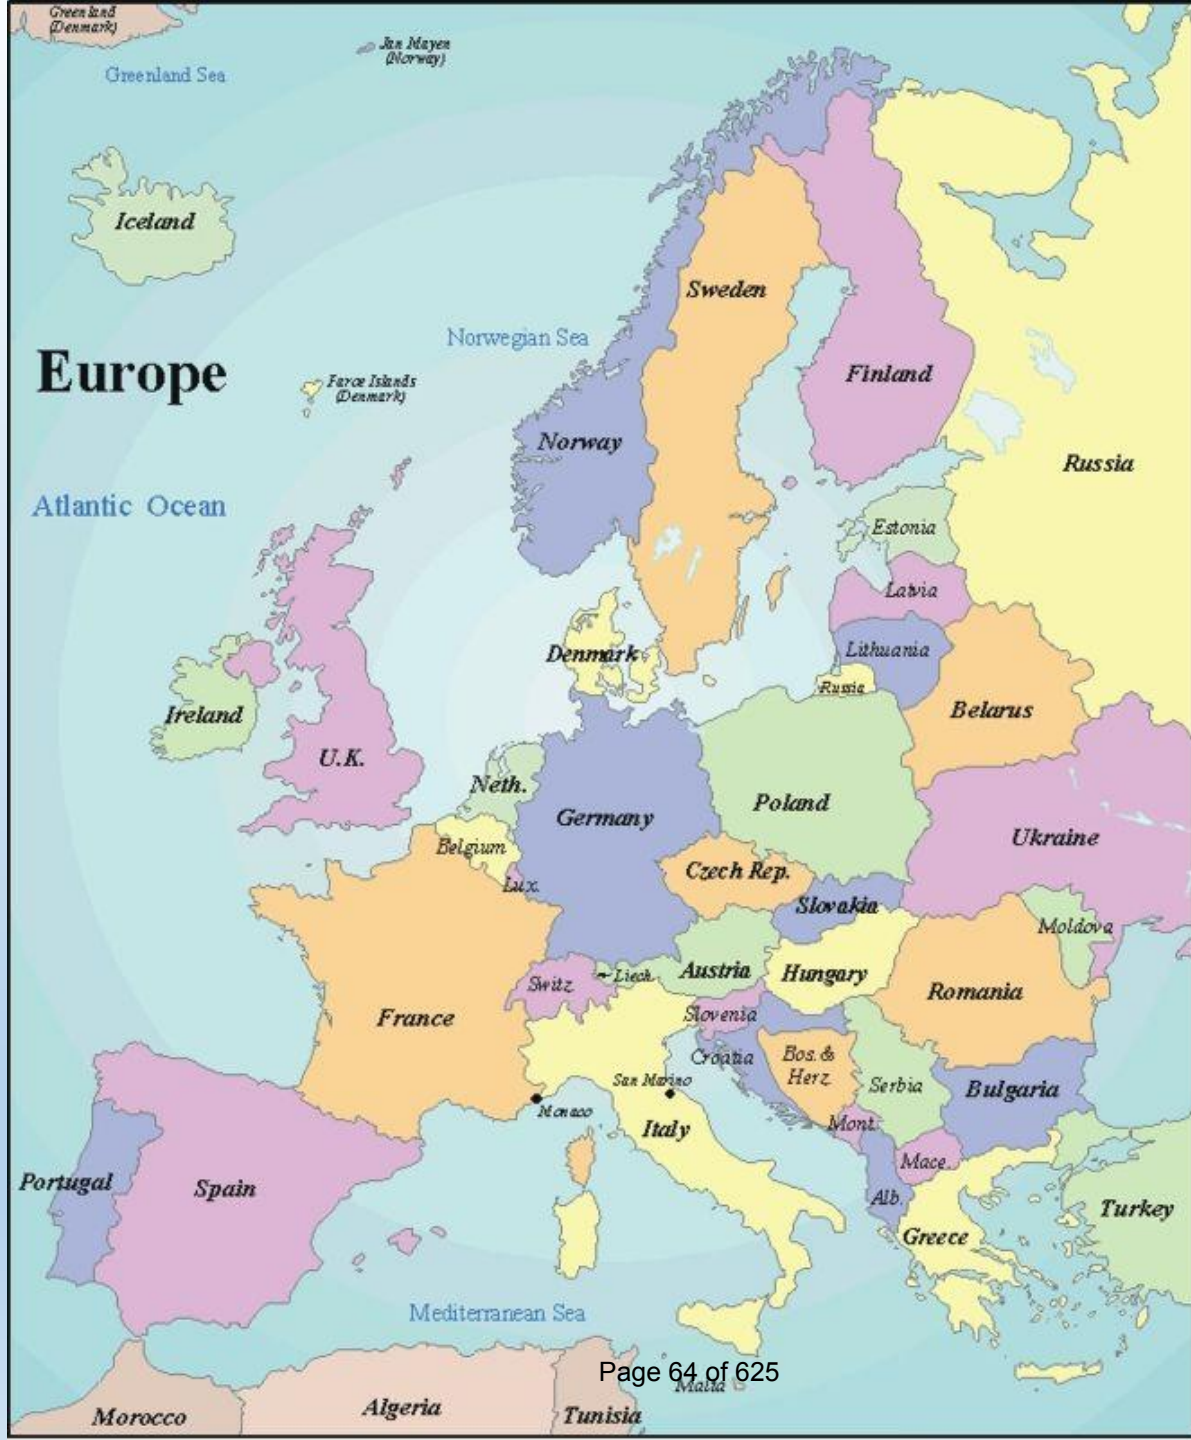 Greenland
(Denmark)
Jan Mayen
(Norway)
Greenland Sea
Iceland
Sweden
Norwegian Sea
Europe
Faroe Islands
(Denmark)
Finland
Norway
Russia
Atlantic Ocean
Estonia
Latvia
Denmark
Lithuania
Russia
Ireland
Belarus
U.K.
Neth.
Germany
Poland
Ukraine
Belgium
Czech Rep.
Lux.
Slovakia
Moldova
Switz
Liech.
Austria
Hungary
Romania
France
Slovenia
Croatia
Bos. &
Herz
San Marino
Serbia
Bulgaria
Monaco
Italy
Mont.
Mace.
Portugal
Spain
Alb.
Turkey
Greece
Mediterranean Sea
Page 64 of 625
Malta
Algeria
Morocco
Tunisia